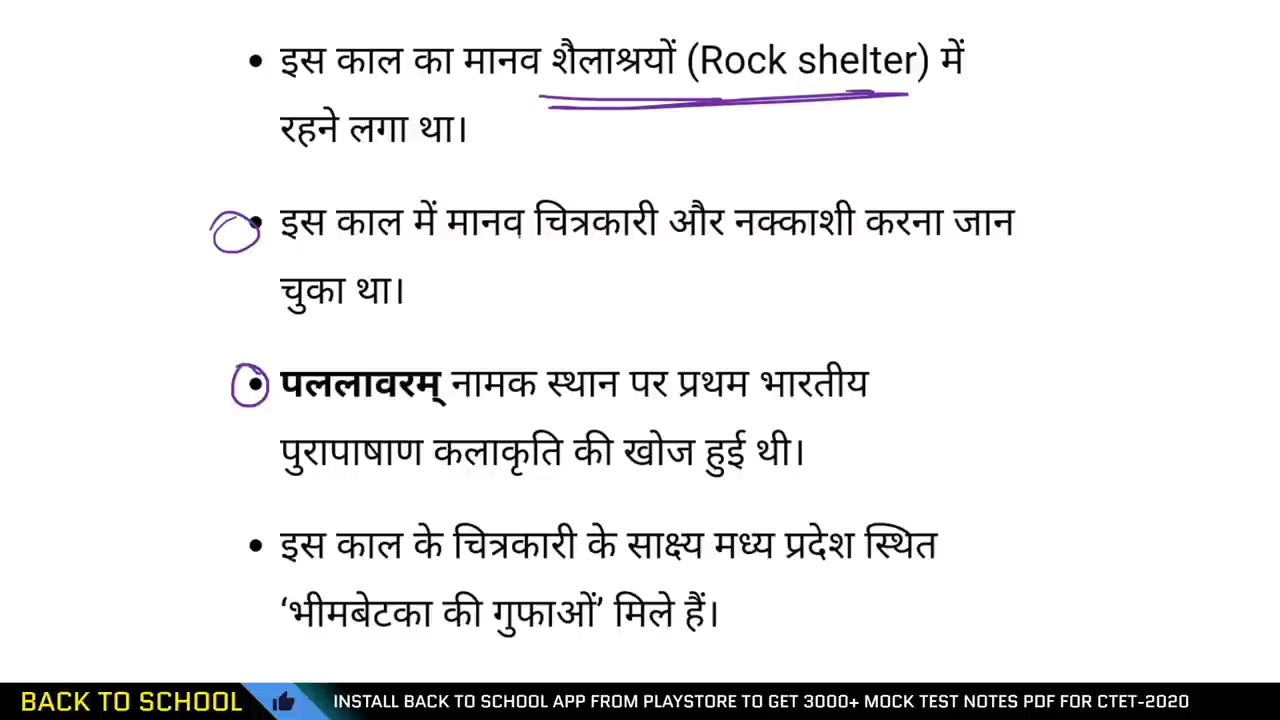 • इस काल का मानव शैलाश्रयों (Rock shelter) में
रहने लगा था।
• इस काल में मानव चित्रकारी और नक्काशी करना जान
चुका था।
• पललावरम् नामक स्थान पर प्रथम भारतीय
पुरापाषाण कलाकृति की खोज हुई थी।
• इस काल के चित्रकारी के साक्ष्य मध्य प्रदेश स्थित
‘भीमबेटका की गुफाओं’ मिले हैं।
BACK TO SCHOOL INSTALL BACK TO SCHOOL APP FROM PLAYSTORE TO GET 3000+ MOCK TEST NOTES PDF FOR CTET-2020